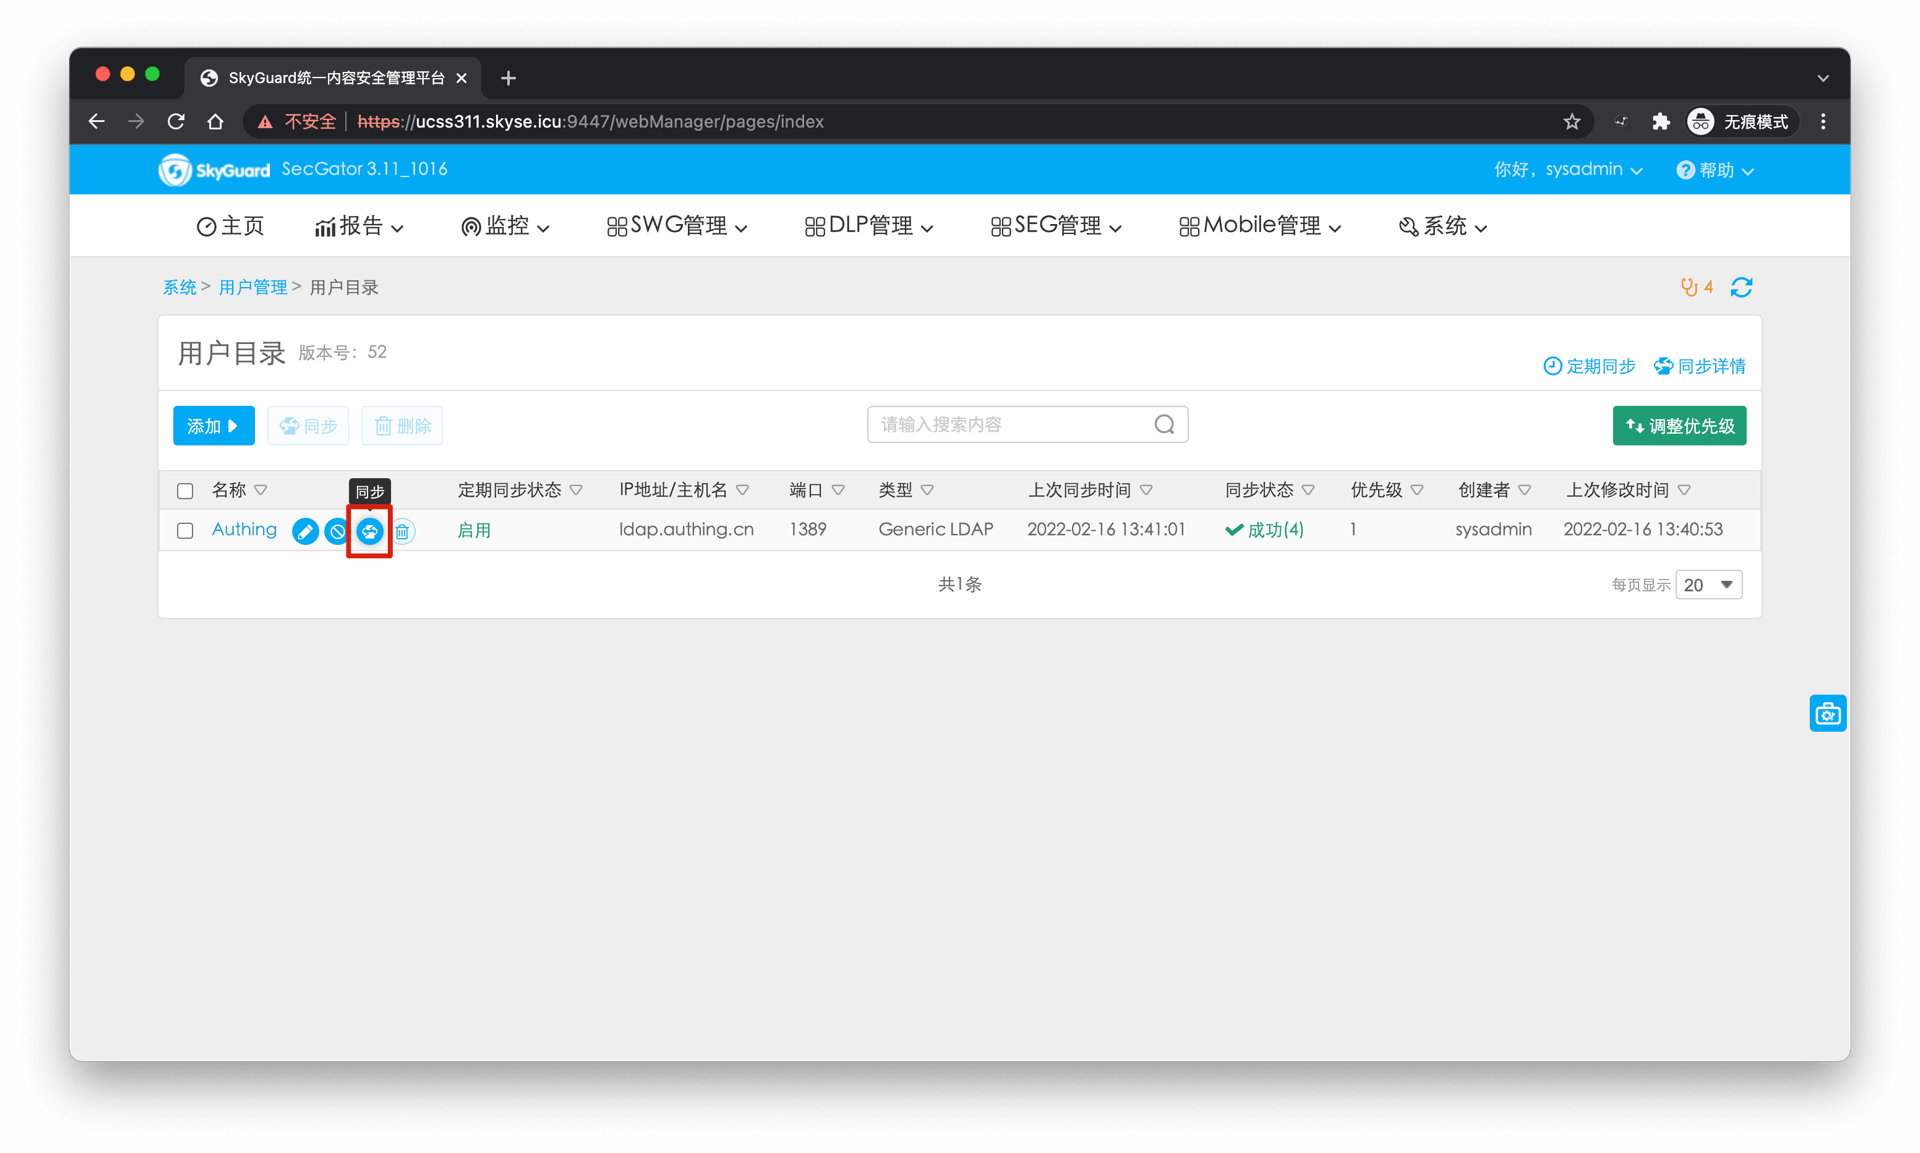 SkyGuard统一内容安全管理平台
不安全 https://ucss311.skyse.icu:9447/webManager/pages/index 无痕模式
SkyGuard SecGator 3.11_1016 你好，sysadmin 帮助
主页 报告 监控 SWG管理 DLP管理 SEG管理 Mobile管理 系统
系统 > 用户管理 > 用户目录 4
用户目录 版本号：52
定期同步 同步详情
添加 同步 删除 请输入搜索内容 调整优先级
名称 同步 定期同步状态 IP地址/主机名 端口 类型 上次同步时间 同步状态 优先级 创建者 上次修改时间
Authing 启用 ldap.authing.cn 1389 Generic LDAP 2022-02-16 13:41:01 成功(4) 1 sysadmin 2022-02-16 13:40:53
共1条 每页显示 20